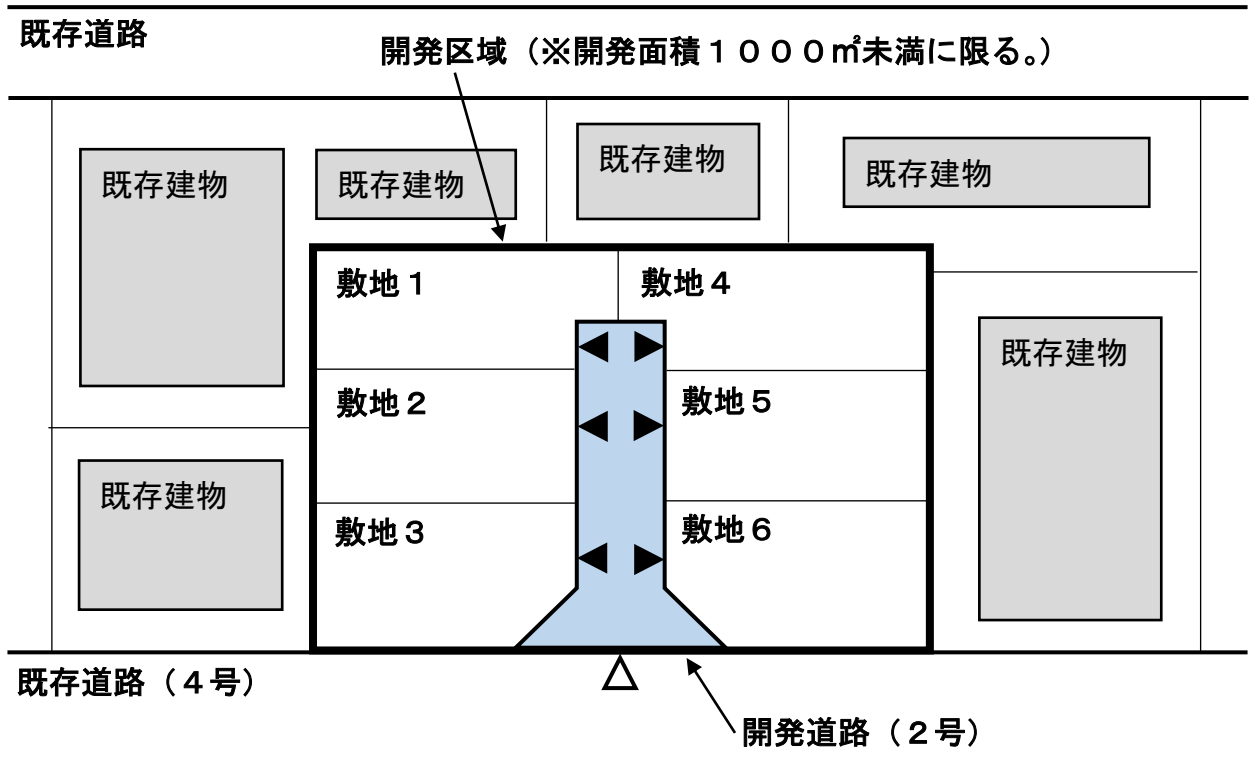 既存道路
開発区域（※開発面積１０００㎡未満に限る。）
既存建物
既存建物
既存建物
既存建物
敷地１
敷地４
既存建物
敷地２
敷地５
既存建物
敷地３
敷地６
既存道路（４号）
開発道路（２号）